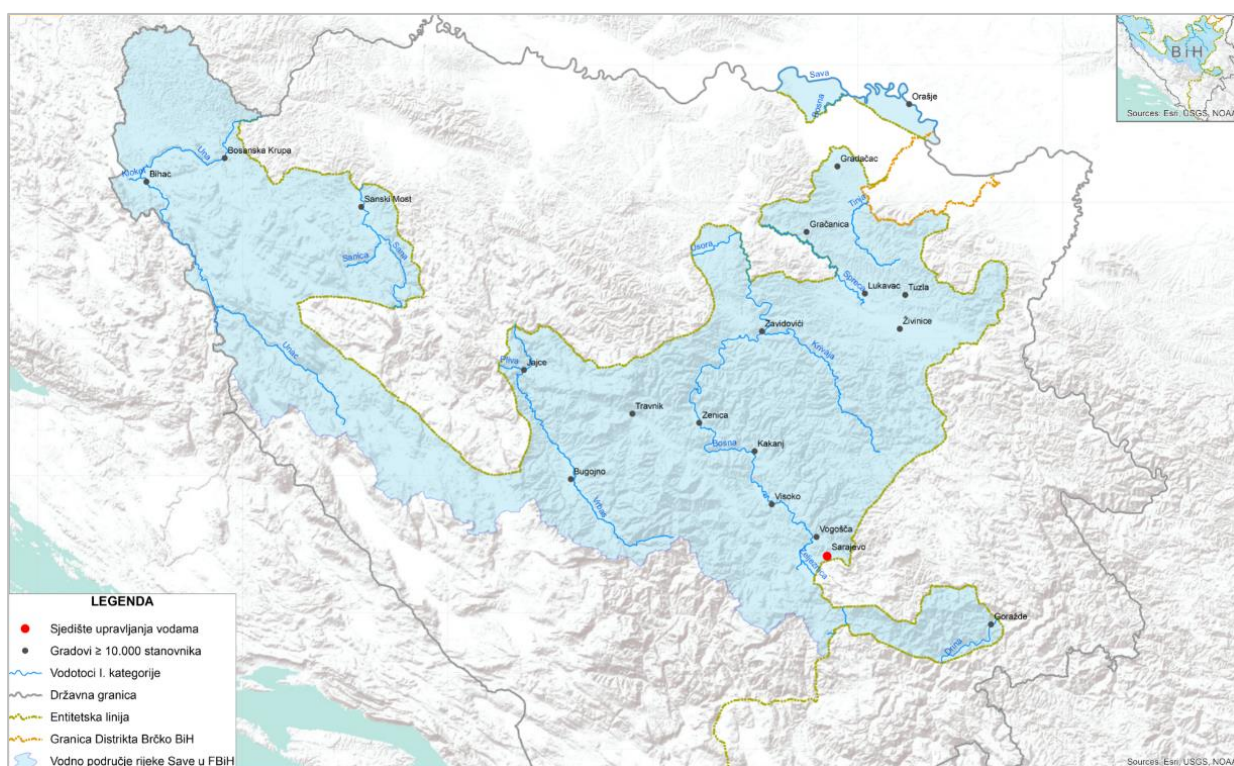 BiH
Sources: Esri, USGS, NOAA
Sava
Bosna
Orašje
Gradačac
Tinja
Una
Bosanska Krupa
Klokot
Bihać
Sanski Most
Sana
Sanica
Gračanica
Usora
Spreča
Lukavac
Tuzla
Živinice
Zavidovići
Krivaja
Unac
Pliva
Jajce
Travnik
Zenica
Bosna
Kakanj
Bugojno
Vrbas
Visoko
Vogošća
Sarajevo
Željeznica
Goražde
Drina
LEGENDA
Sjedište upravljanja vodama
Gradovi ≥ 10.000 stanovnika
Vodotoci I. kategorije
Državna granica
Entitetska linija
Granica Distrikta Brčko BiH
Vodno područje rijeke Save u FBiH
Sources: Esri, USGS, NOAA